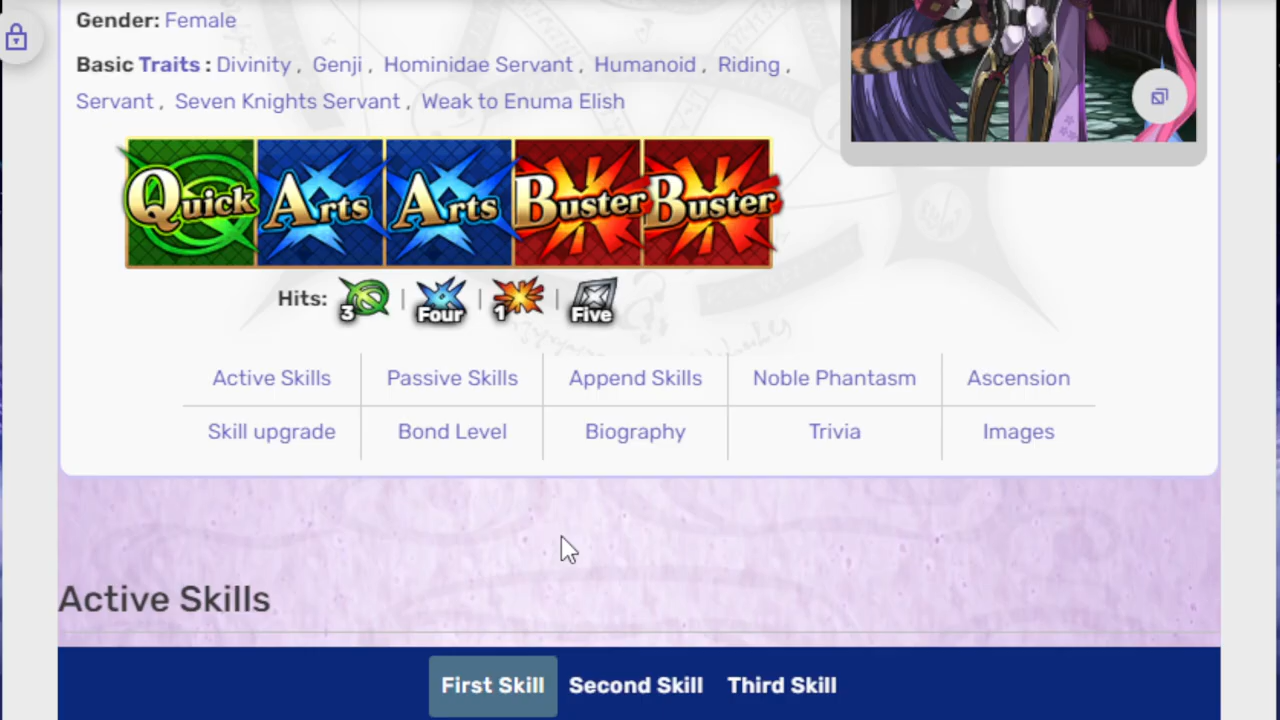 Gender: Female
Basic Traits : Divinity , Genji , Hominidae Servant , Humanoid , Riding ,
Servant , Seven Knights Servant , Weak to Enuma Elish
Quick Arts Arts Buster Buster
Hits: 3 | Four | 1 | Five
Active Skills Passive Skills Append Skills Noble Phantasm Ascension
Skill upgrade Bond Level Biography Trivia Images
Active Skills
First Skill Second Skill Third Skill